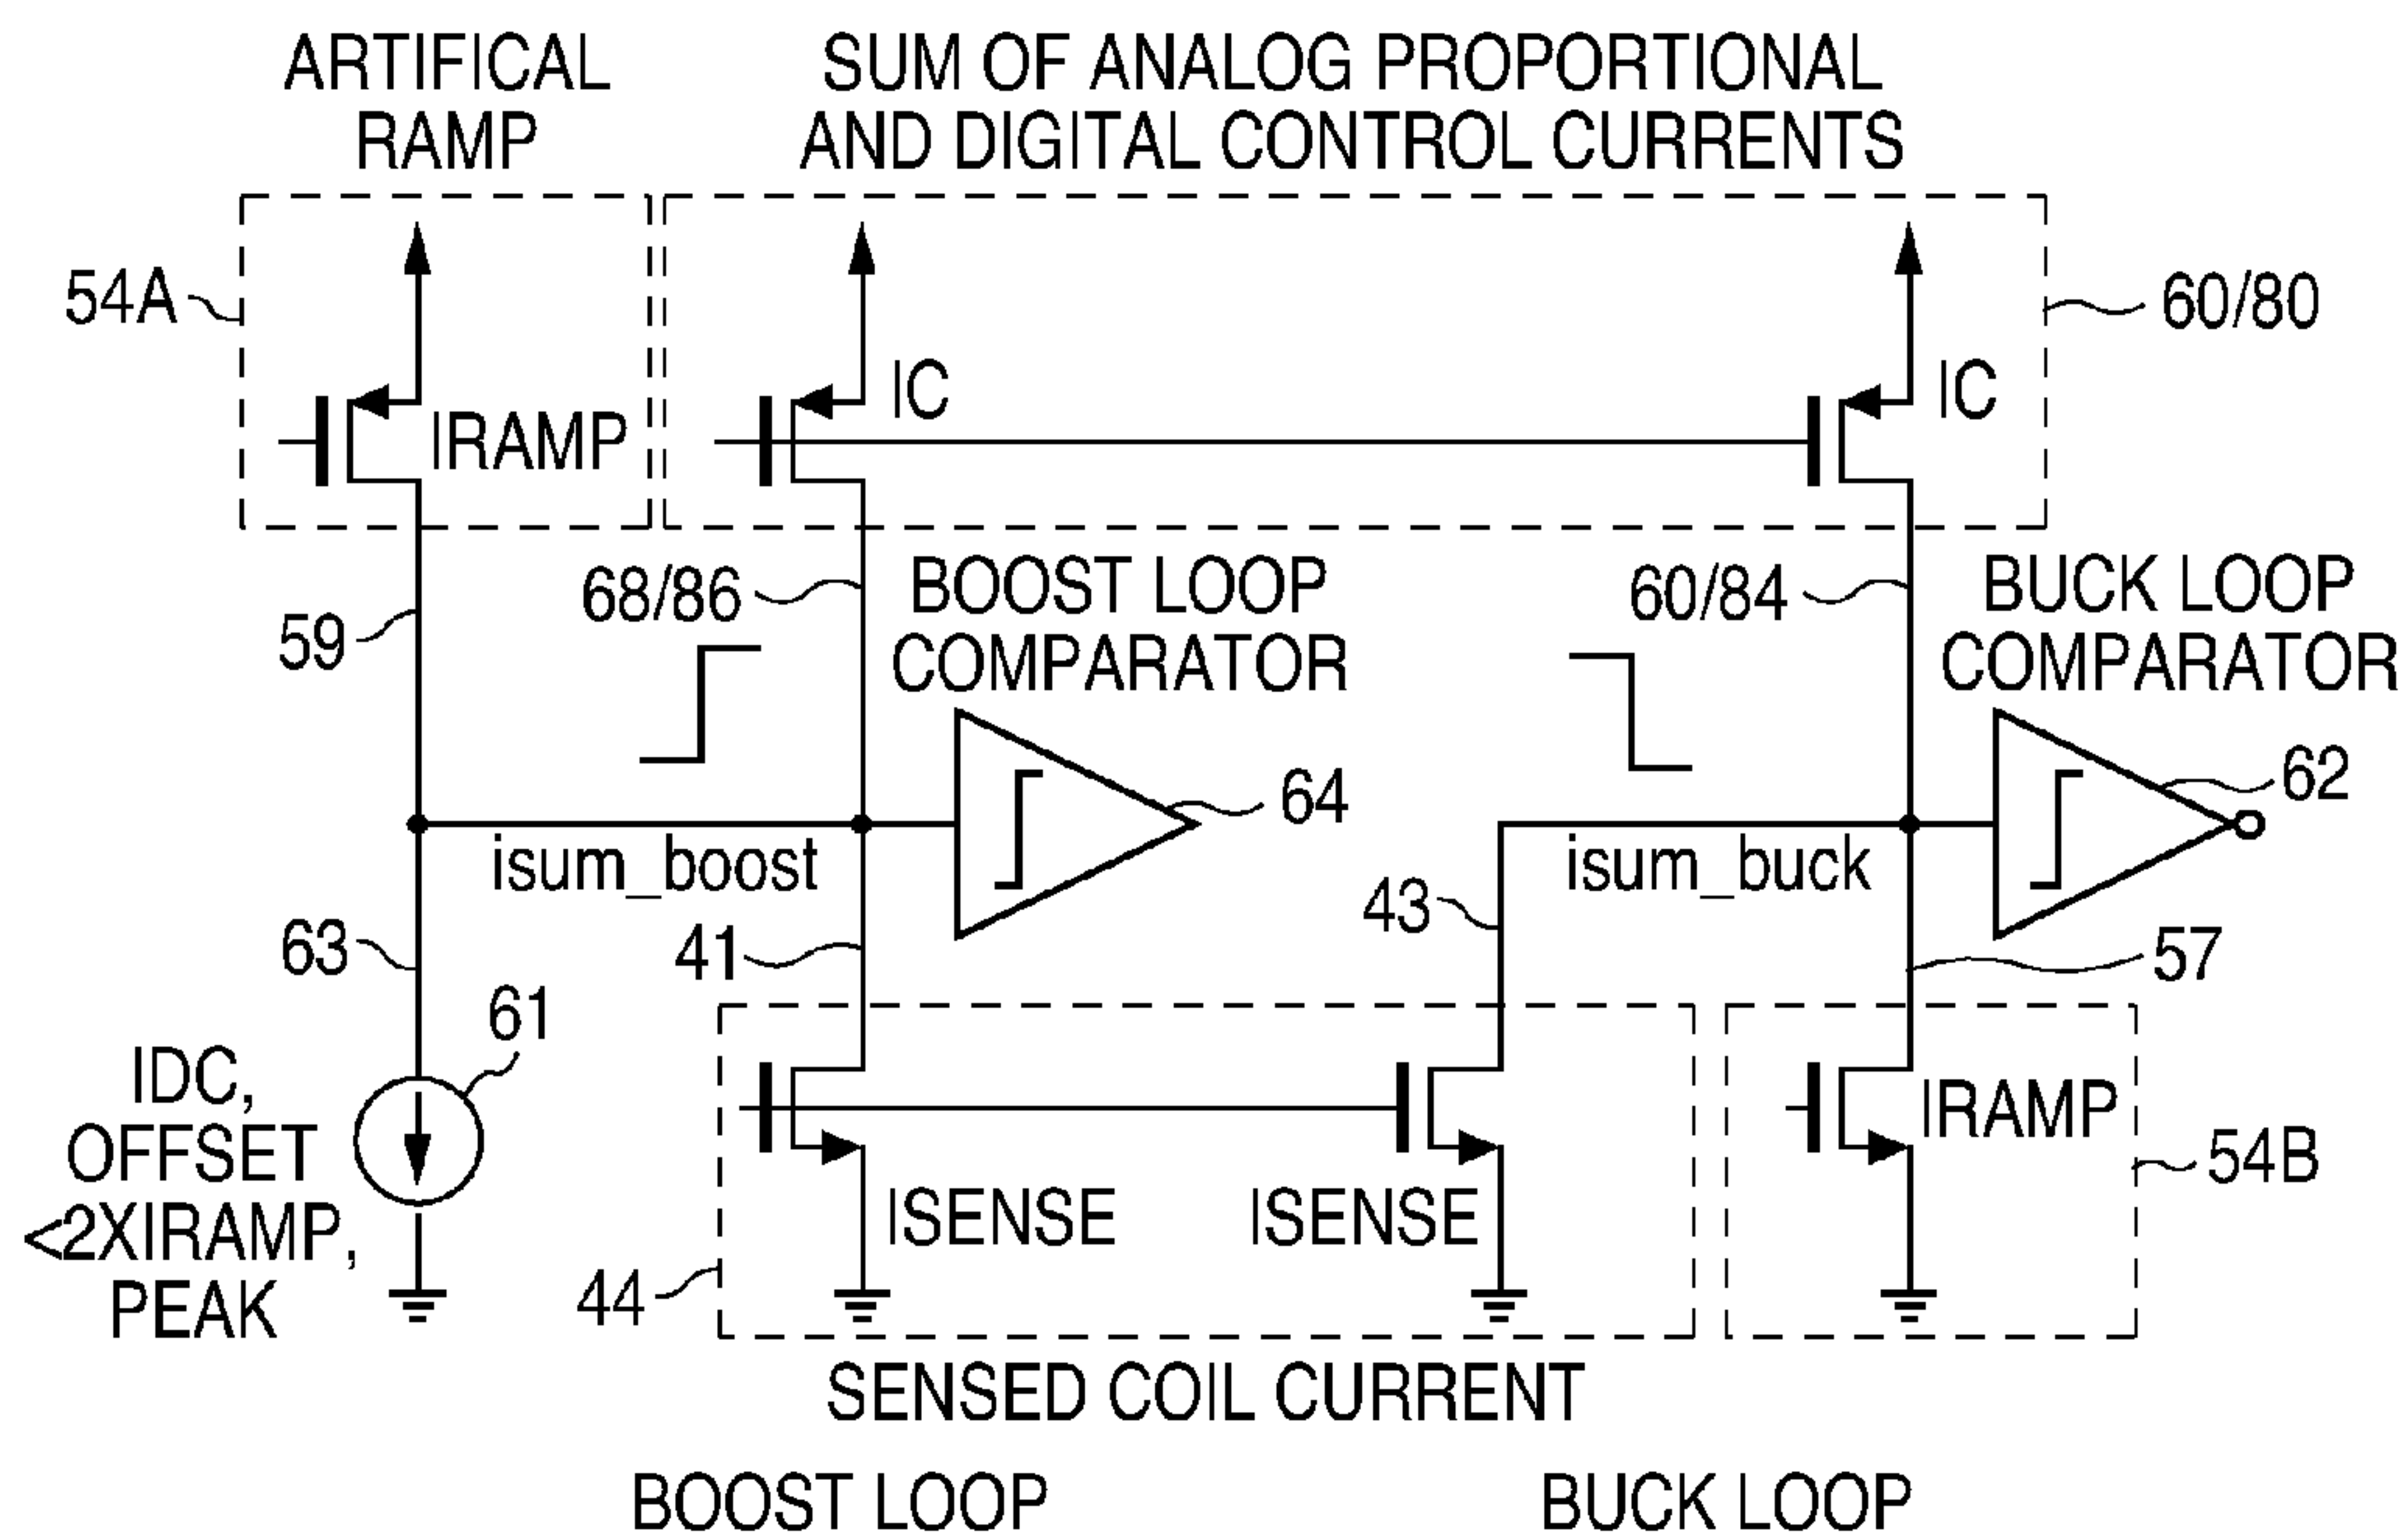 ARTIFICAL
RAMP
SUM OF ANALOG PROPORTIONAL
AND DIGITAL CONTROL CURRENTS
54A
60/80
IC
IC
IRAMP
68/86
BOOST LOOP
COMPARATOR
60/84
BUCK LOOP
COMPARATOR
59
64
62
isum_boost
isum_buck
63
41
43
57
61
IDC,
OFFSET
<2XIRAMP,
PEAK
IRAMP
54B
ISENSE
ISENSE
44
SENSED COIL CURRENT
BOOST LOOP
BUCK LOOP